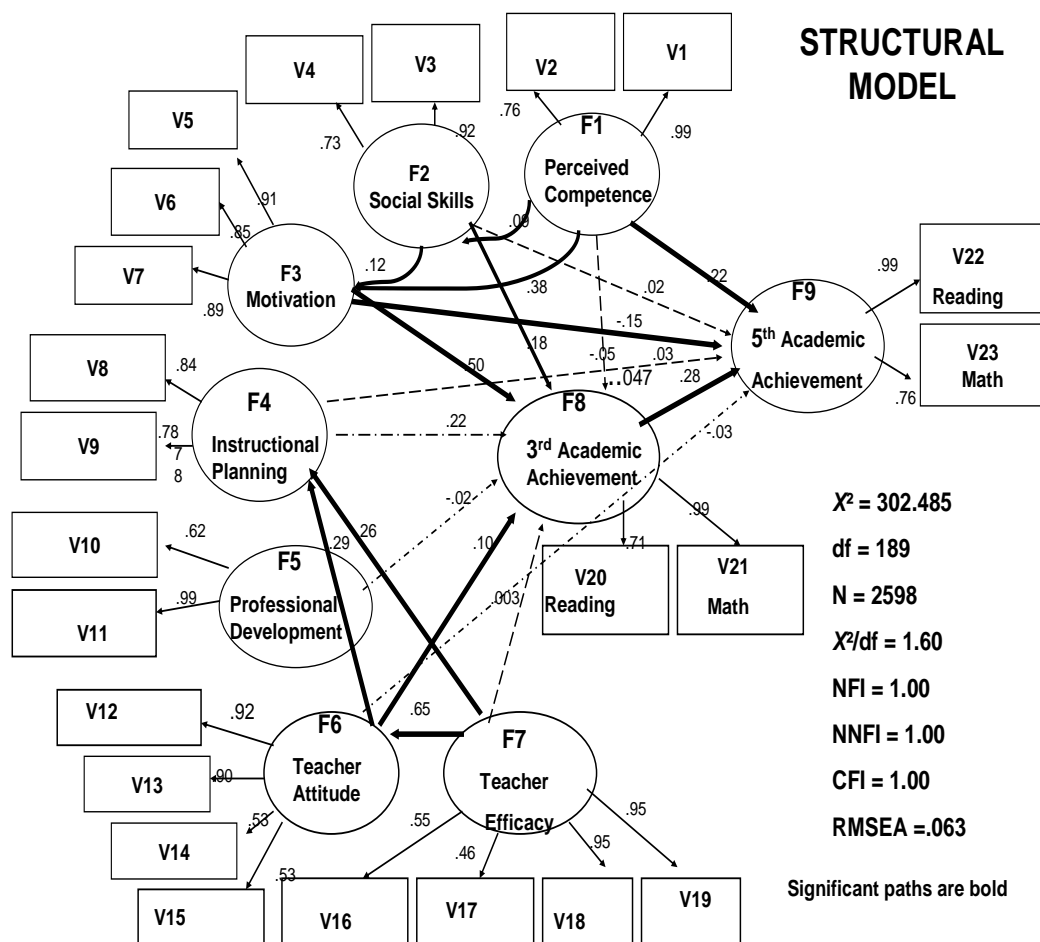 STRUCTURAL
MODEL
V4
V3
V2
V1
V5
.73
.92
.76
.99
F2
Social Skills
F1
Perceived
Competence
V6
.91
.85
V7
.89
F3
Motivation
.12
.09
.38
.02
.22
-.15
.18
-.05
.03
..047
.50
.28
F9
5th Academic
Achievement
.99
V22
Reading
V23
Math
.76
V8
.84
V9
.78
7
8
F4
Instructional
Planning
.22
F8
3rd Academic
Achievement
-.03
-.02
.99
.71
V20
Reading
V21
Math
V10
.62
V11
.99
F5
Professional
Development
.29
.26
.10
.003
V12
.92
V13
.90
V14
.53
V15
.53
F6
Teacher
Attitude
.65
F7
Teacher
Efficacy
.55
.46
.95
.95
V16
V17
V18
V19
X² = 302.485
df = 189
N = 2598
X²/df = 1.60
NFI = 1.00
NNFI = 1.00
CFI = 1.00
RMSEA =.063
Significant paths are bold